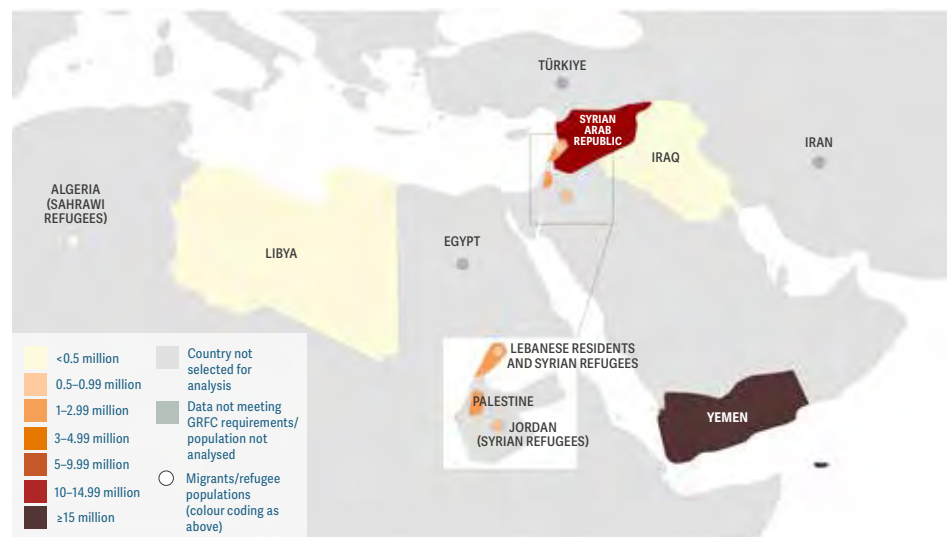 TÜRKIYE
SYRIAN
ARAB
REPUBLIC
IRAQ
IRAN
ALGERIA
(SAHRAWI
REFUGEES)
LIBYA
EGYPT
LEBANESE RESIDENTS
AND SYRIAN REFUGEES
PALESTINE
JORDAN
(SYRIAN REFUGEES)
YEMEN
<0.5 million
0.5–0.99 million
1–2.99 million
3–4.99 million
5–9.99 million
10–14.99 million
≥15 million
Country not
selected for
analysis
Data not meeting
GRFC requirements/
population not
analysed
Migrants/refugee
populations
(colour coding as
above)